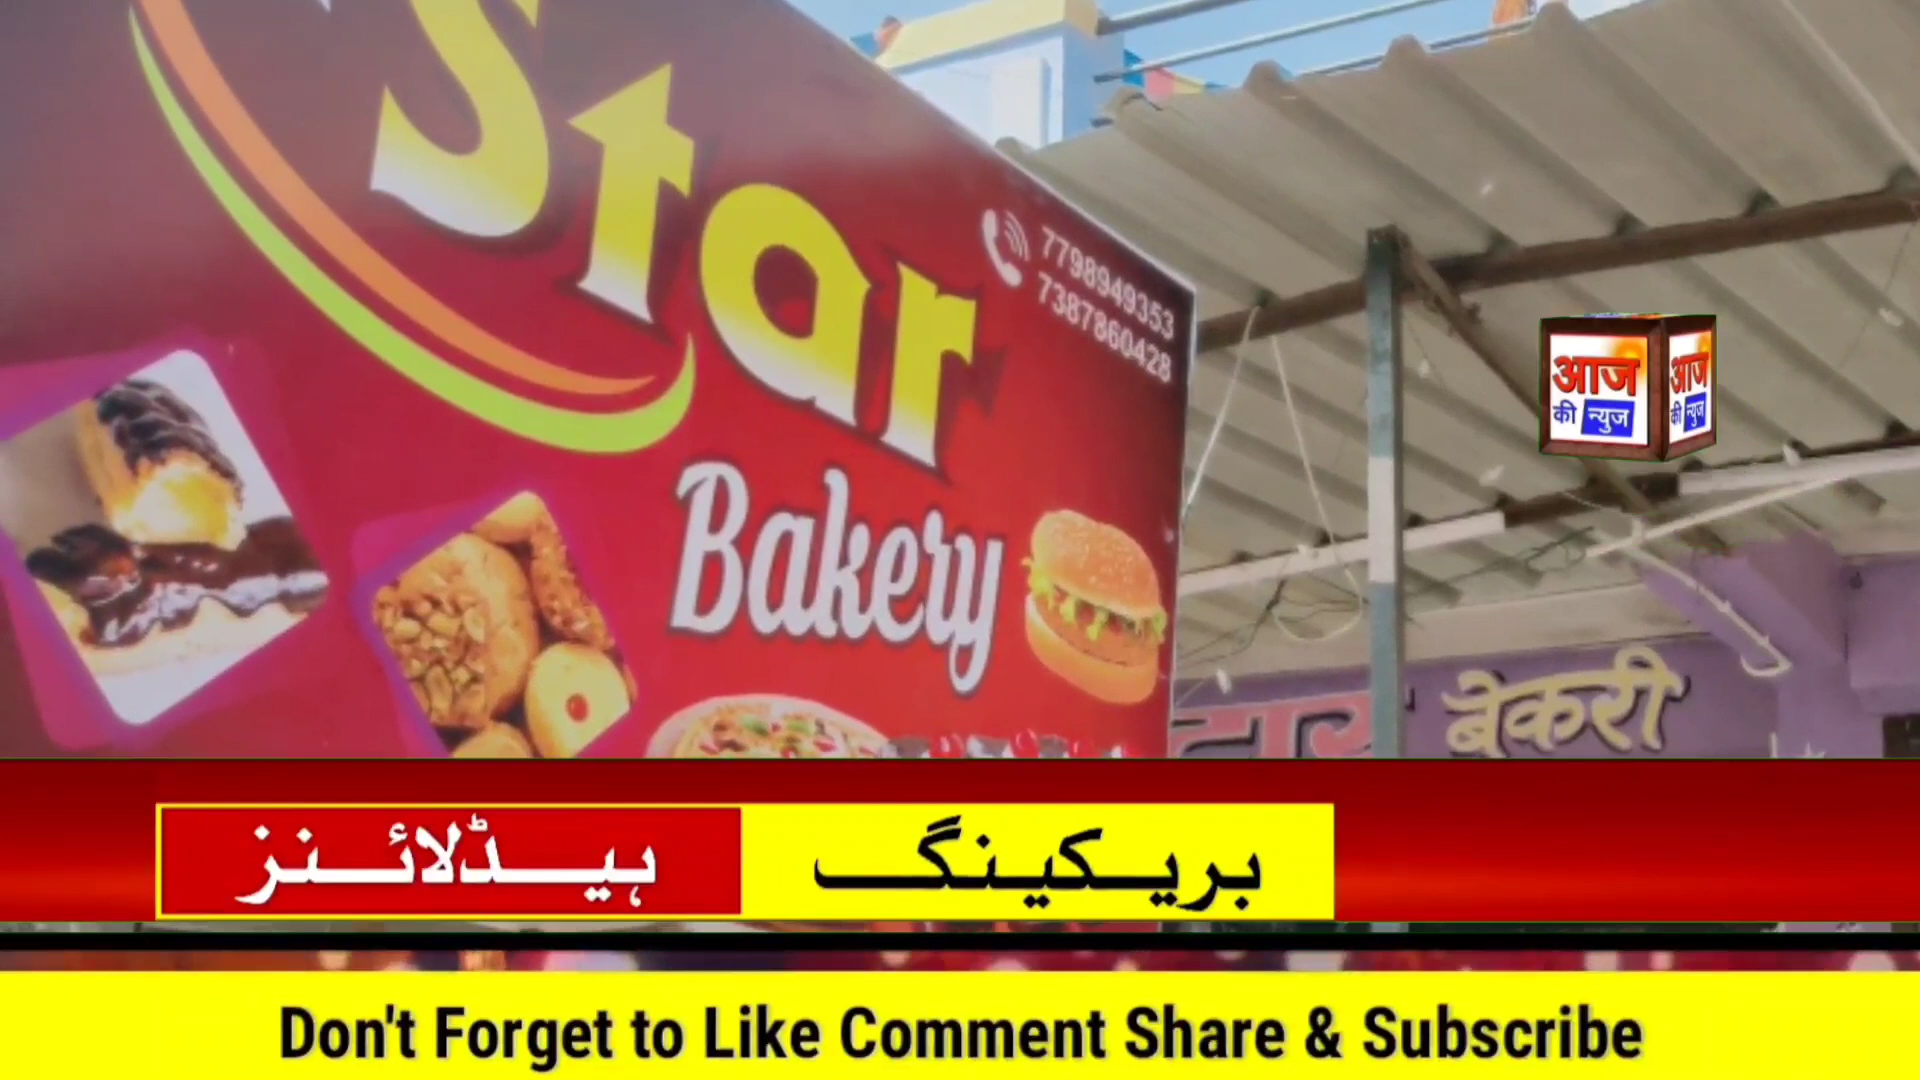 Star
Bakery
7798949353
7387860428
आज
की न्युज
आज
की न्युज
स्टार बेकरी
بریکینگ ہیڈلائنز
Don't Forget to Like Comment Share & Subscribe